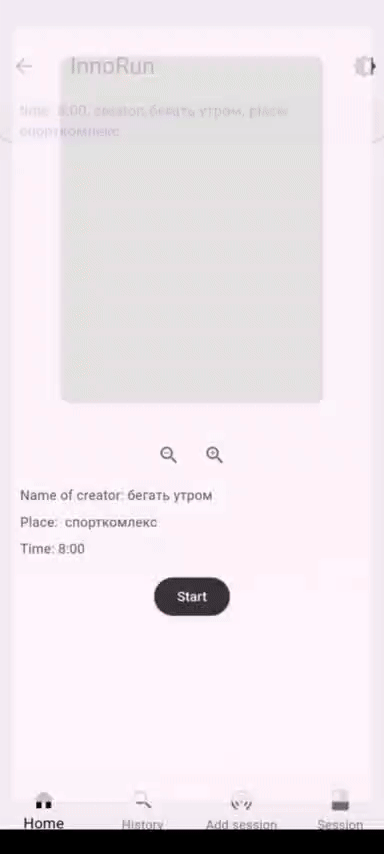 InnoRun
time: 8:00, creator: бегать утром, place:
спорткомлекс
Name of creator: бегать утром
Place: спорткомлекс
Time: 8:00
Start
Home
History
Add session
Session